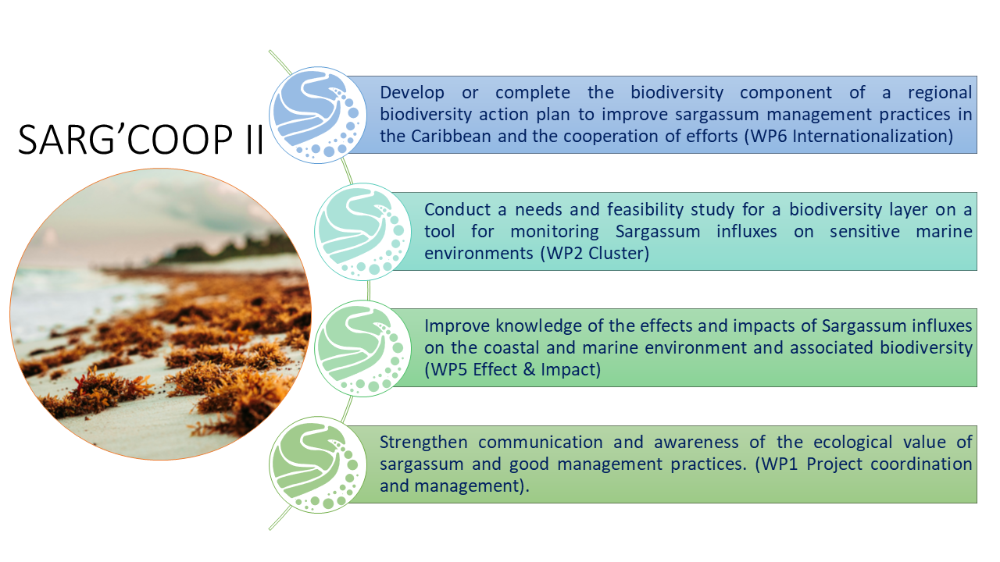 SARG’COOP II
Develop or complete the biodiversity component of a regional
biodiversity action plan to improve sargassum management practices in
the Caribbean and the cooperation of efforts (WP6 Internationalization)
Conduct a needs and feasibility study for a biodiversity layer on a
tool for monitoring Sargassum influxes on sensitive marine
environments (WP2 Cluster)
Improve knowledge of the effects and impacts of Sargassum influxes
on the coastal and marine environment and associated biodiversity
(WP5 Effect & Impact)
Strengthen communication and awareness of the ecological value of
sargassum and good management practices. (WP1 Project coordination
and management).